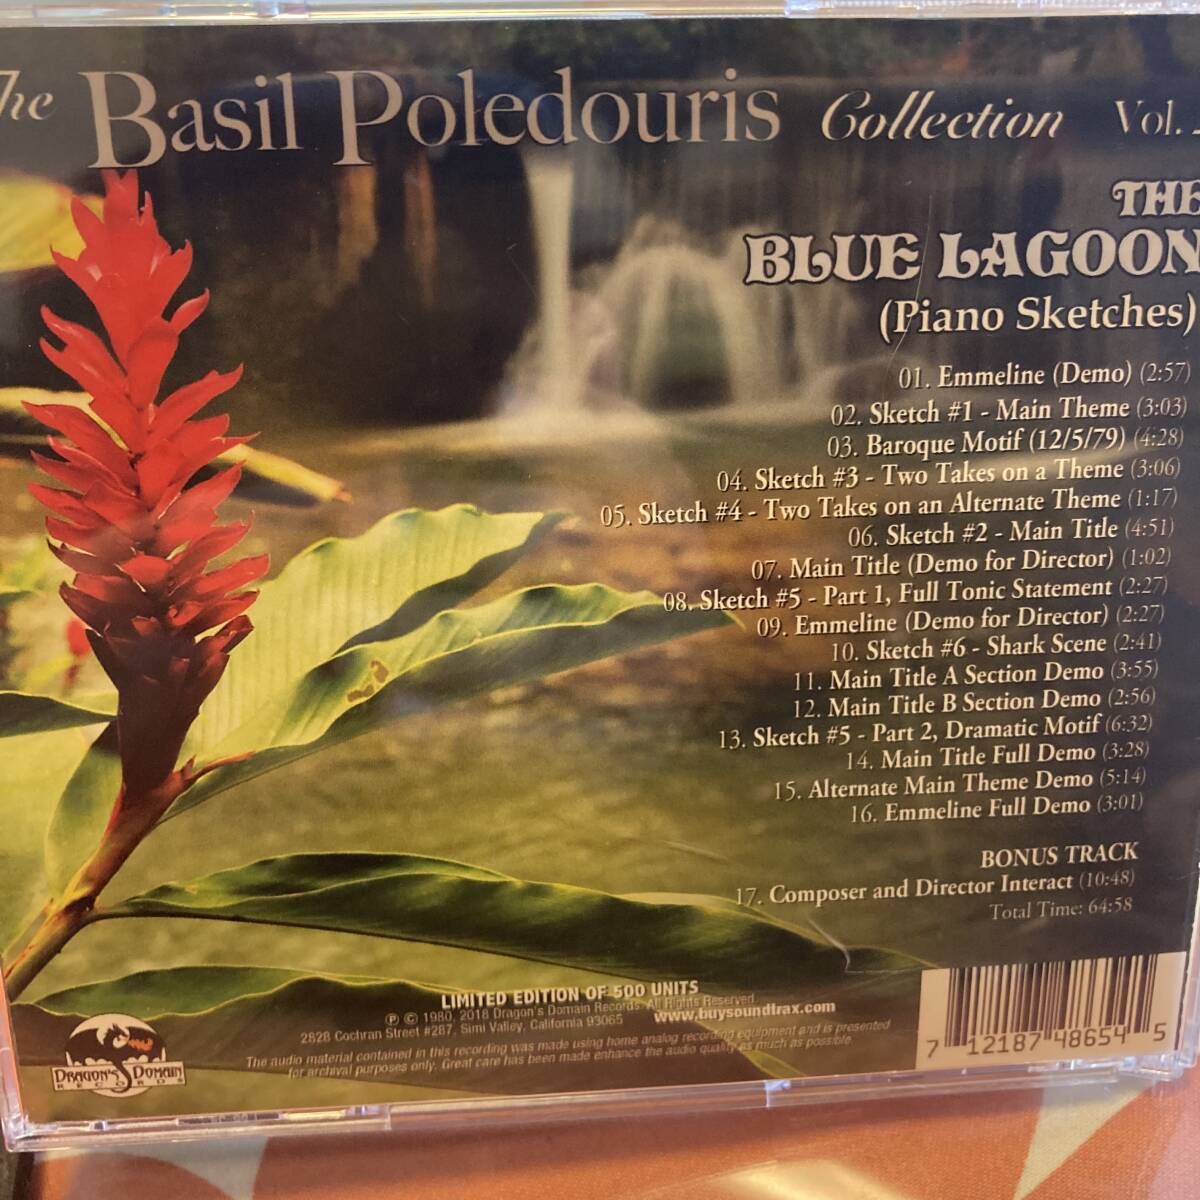 The Basil Poledouris Collection Vol.
THE
BLUE LAGOON
(Piano Sketches)
01. Emmeline (Demo) (2:57)
02. Sketch #1 - Main Theme (3:03)
03. Baroque Motif (12/5/79) (4:28)
04. Sketch #3 - Two Takes on a Theme (3:06)
05. Sketch #4 - Two Takes on an Alternate Theme (1:17)
06. Sketch #2 - Main Title (4:51)
07. Main Title (Demo for Director) (1:02)
08. Sketch #5 - Part 1, Full Tonic Statement (2:27)
09. Emmeline (Demo for Director) (2:27)
10. Sketch #6 - Shark Scene (2:41)
11. Main Title A Section Demo (3:55)
12. Main Title B Section Demo (2:56)
13. Sketch #5 - Part 2, Dramatic Motif (6:32)
14. Main Title Full Demo (3:28)
15. Alternate Main Theme Demo (5:14)
16. Emmeline Full Demo (3:01)
BONUS TRACK
17. Composer and Director Interact (10:48)
Total Time: 64:58
LIMITED EDITION OF 500 UNITS
℗ © 1980, 2018 Dragon's Domain Records. All Rights Reserved.
2828 Cochran Street #287, Simi Valley, California 93065 www.buysoundtrax.com
The audio material contained in this recording was made using home analog recording equipment and is presented
for archival purposes only. Great care has been made enhance the audio quality as much as possible.
DRAGON'S DOMAIN
RECORDS
7 12187 48654 5